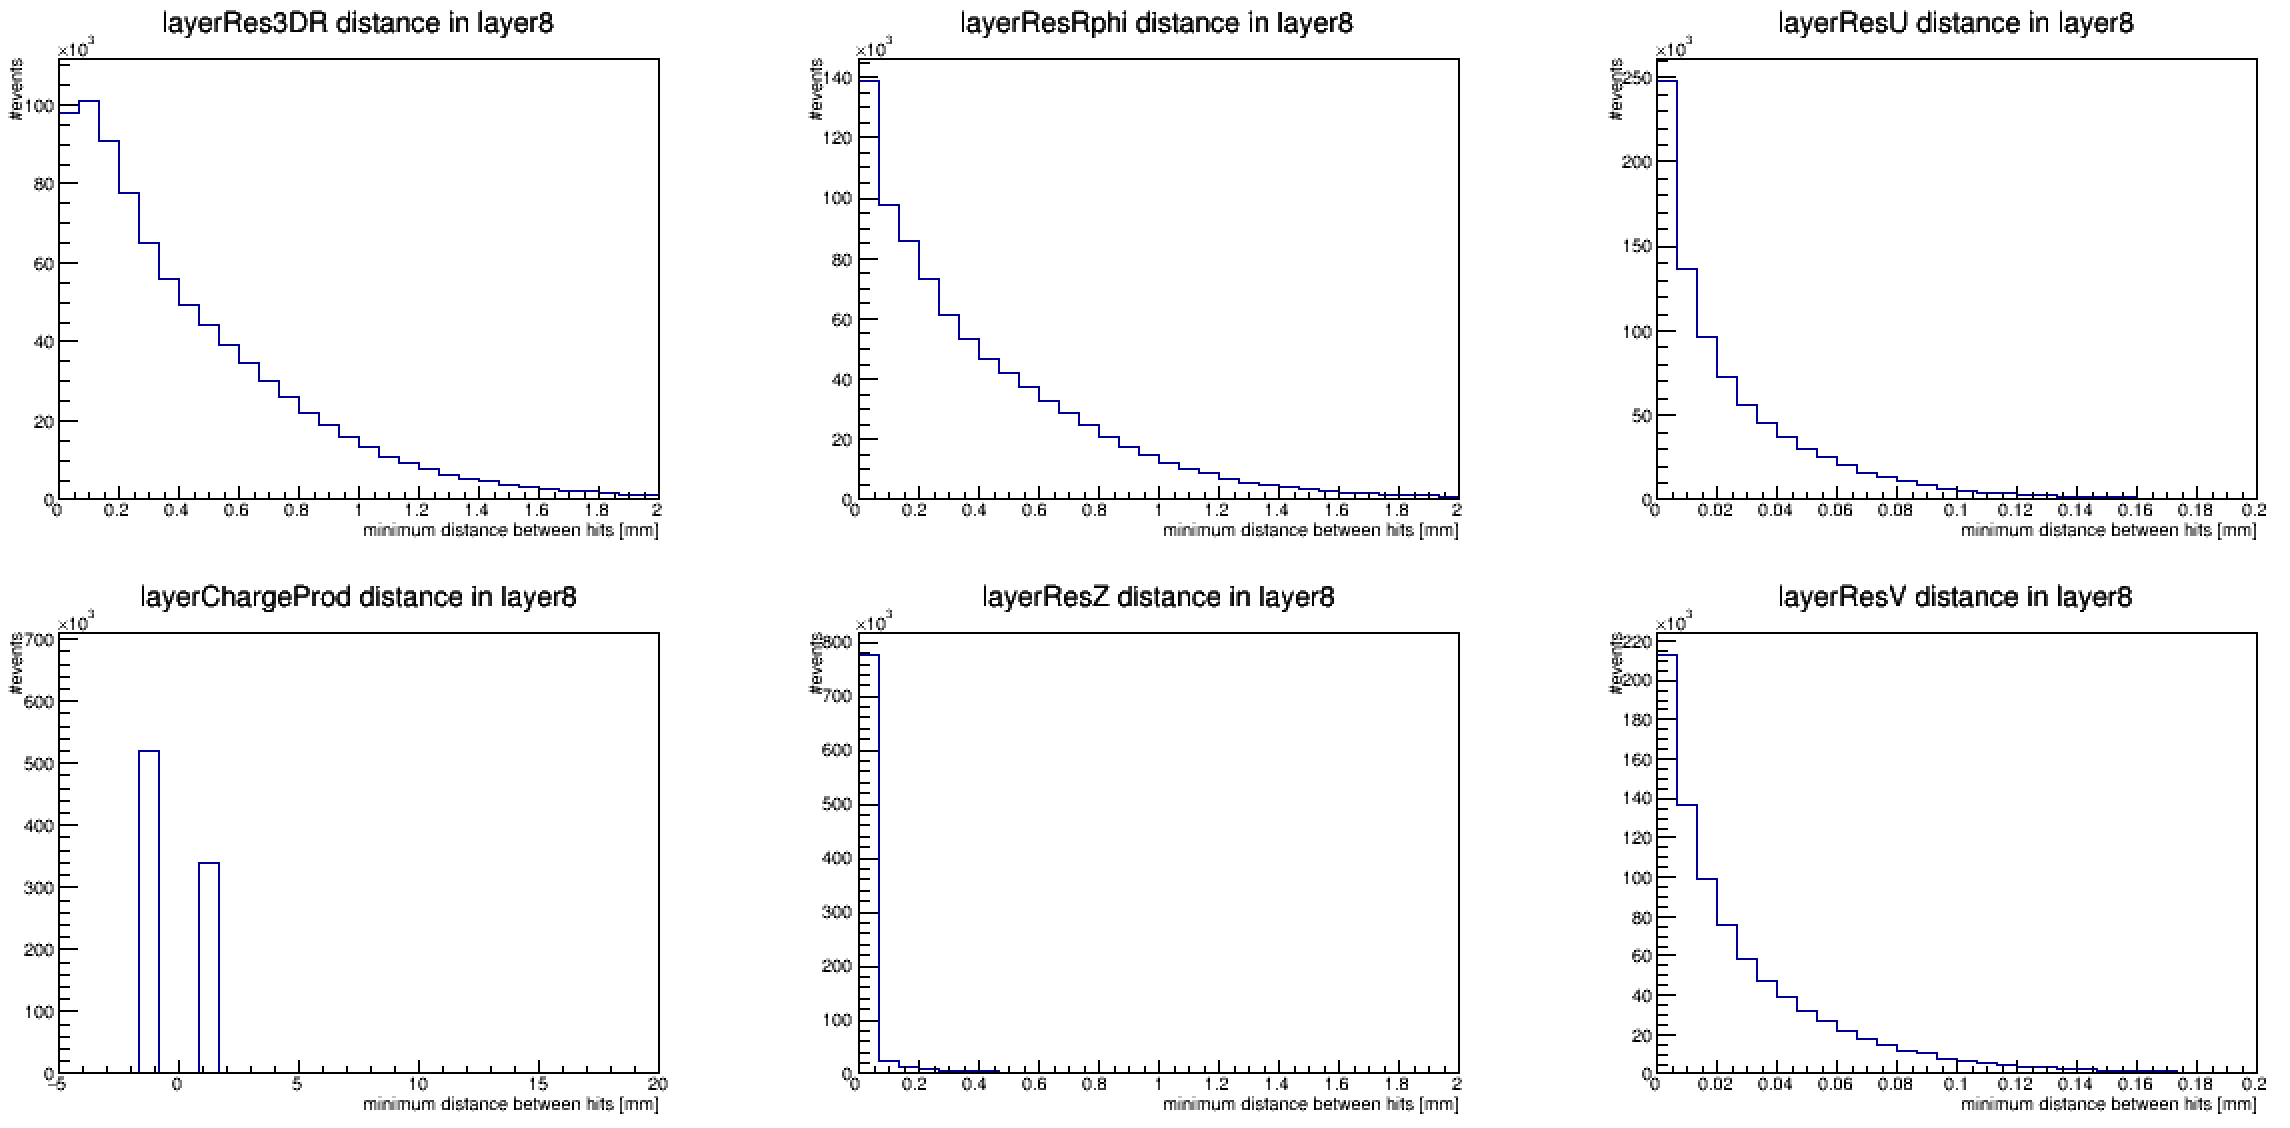 layerRes3DR distance in layer8
×10³
#events
100
80
60
40
20
0
0 0.2 0.4 0.6 0.8 1 1.2 1.4 1.6 1.8 2
minimum distance between hits [mm]
layerResRphi distance in layer8
×10³
#events
140
120
100
80
60
40
20
0
0 0.2 0.4 0.6 0.8 1 1.2 1.4 1.6 1.8 2
minimum distance between hits [mm]
layerResU distance in layer8
×10³
#events
250
200
150
100
50
0
0 0.02 0.04 0.06 0.08 0.1 0.12 0.14 0.16 0.18 0.2
minimum distance between hits [mm]
layerChargeProd distance in layer8
×10³
#events
700
600
500
400
300
200
100
0
-5 0 5 10 15 20
minimum distance between hits [mm]
layerResZ distance in layer8
×10³
#events
800
700
600
500
400
300
200
100
0
0 0.2 0.4 0.6 0.8 1 1.2 1.4 1.6 1.8 2
minimum distance between hits [mm]
layerResV distance in layer8
×10³
#events
220
200
180
160
140
120
100
80
60
40
20
0
0 0.02 0.04 0.06 0.08 0.1 0.12 0.14 0.16 0.18 0.2
minimum distance between hits [mm]